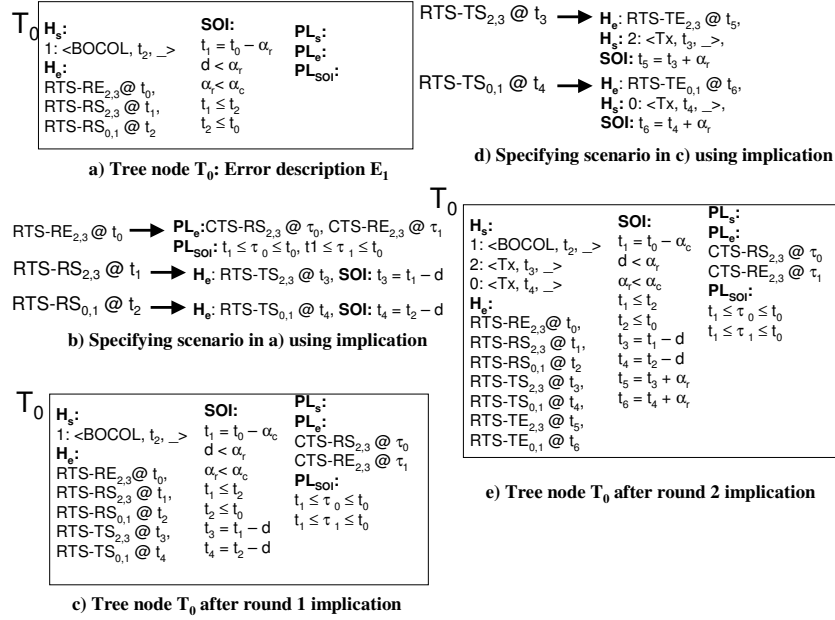 T0
Hs:
1: <BOCOL, t2, _>
He:
RTS-RE2,3@ t0,
RTS-RS2,3@ t1,
RTS-RS0,1@ t2
SOI:
t1 = t0 – αr
d < αr
αr < αc
t1 ≤ t2
t2 ≤ t0
PLs:
PLe:
PLSOI:
a) Tree node T0: Error description E1
RTS-RE2,3@ t0 → PLe:CTS-RS2,3@ τ0, CTS-RE2,3@ τ1
PLSOI: t1 ≤ τ 0 ≤ t0, t1 ≤ τ1 ≤ t0
RTS-RS2,3 @ t1 → He: RTS-TS2,3@ t3, SOI: t3 = t1 – d
RTS-RS0,1 @ t2 → He: RTS-TS0,1@ t4, SOI: t4 = t2 – d
b) Specifying scenario in a) using implication
T0
Hs:
1: <BOCOL, t2, _>
He:
RTS-RE2,3@ t0,
RTS-RS2,3@ t1,
RTS-RS0,1@ t2
RTS-TS2,3@ t3,
RTS-TS0,1@ t4
SOI:
t1 = t0 – αc
d < αr
αr < αc
t1 ≤ t2
t2 ≤ t0
t3 = t1 – d
t4 = t2 – d
PLs:
PLe:
CTS-RS2,3 @ τ0
CTS-RE2,3@ τ1
PLSOI:
t1 ≤ τ 0 ≤ t0
t1 ≤ τ 1 ≤ t0
c) Tree node T0 after round 1 implication
RTS-TS2,3@ t3 → He: RTS-TE2,3@ t5,
Hs: 2: <Tx, t3, _>,
SOI: t5 = t3 + αr
RTS-TS0,1@ t4 → He: RTS-TE0,1@ t6,
Hs: 0: <Tx, t4, _>,
SOI: t6 = t4 + αr
d) Specifying scenario in c) using implication
T0
Hs:
1: <BOCOL, t2, _>
2: <Tx, t3, _>
0: <Tx, t4, _>
He:
RTS-RE2,3@ t0,
RTS-RS2,3@ t1,
RTS-RS0,1@ t2
RTS-TS2,3@ t3,
RTS-TS0,1@ t4,
RTS-TE2,3@ t5
RTS-TE0,1@ t6
SOI:
t1 = t0 – αc
d < αr
αr < αc
t1 ≤ t2
t2 ≤ t0
t3 = t1 – d
t4 = t2 – d
t5 = t3 + αr
t6 = t4 + αr
PLs:
PLe:
CTS-RS2,3@ τ0
CTS-RE2,3@ τ1
PLSOI:
t1 ≤ τ 0 ≤ t0
t1 ≤ τ 1 ≤ t0
e) Tree node T0 after round 2 implication